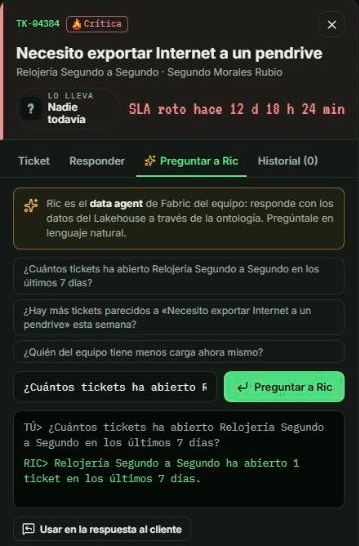 TK-04384 🔥Crítica ✕
Necesito exportar Internet a un pendrive
Relojería Segundo a Segundo · Segundo Morales Rubio
?
LO LLEVA
Nadie
todavía
SLA roto hace 12 d 18 h 24 min
Ticket Responder Preguntar a Ric Historial (0)
Ric es el data agent de Fabric del equipo: responde con los
datos del Lakehouse a través de la ontología. Pregúntale en
lenguaje natural.
¿Cuántos tickets ha abierto Relojería Segundo a Segundo en los
últimos 7 días?
¿Hay más tickets parecidos a «Necesito exportar Internet a un
pendrive» esta semana?
¿Quién del equipo tiene menos carga ahora mismo?
¿Cuántos tickets ha abierto R
↵ Preguntar a Ric
TÚ> ¿Cuántos tickets ha abierto Relojería Segundo
a Segundo en los últimos 7 días?
RIC> Relojería Segundo a Segundo ha abierto 1
ticket en los últimos 7 días.
Usar en la respuesta al cliente